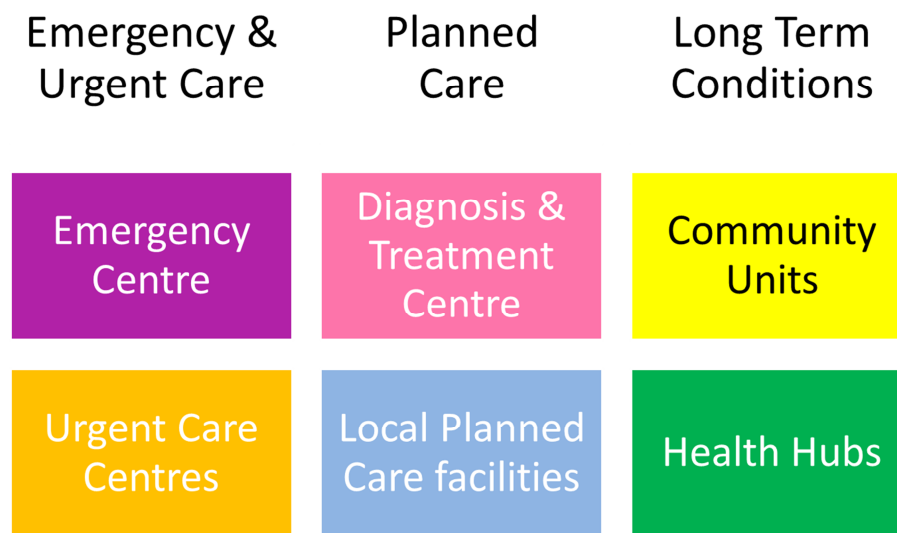 Emergency &
Urgent Care
Planned
Care
Long Term
Conditions
Emergency
Centre
Diagnosis &
Treatment
Centre
Community
Units
Urgent Care
Centres
Local Planned
Care facilities
Health Hubs